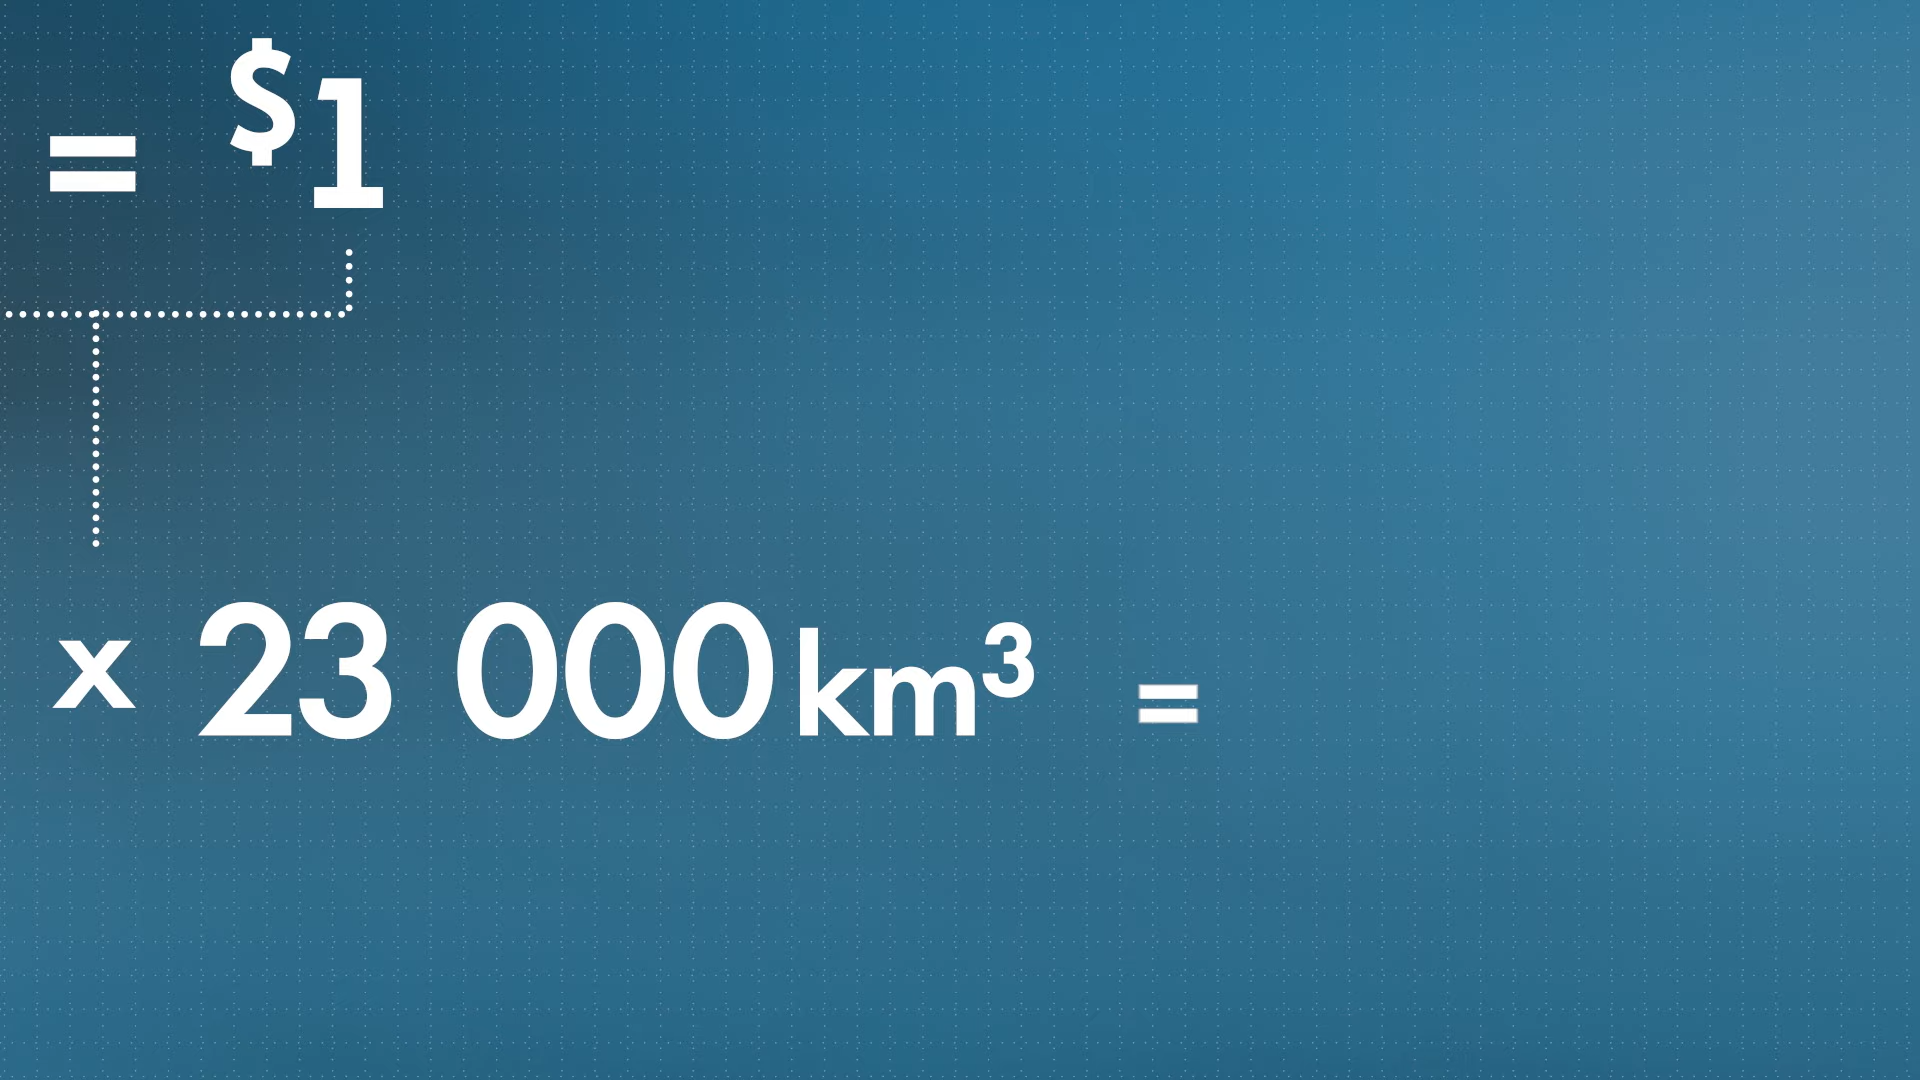 = $1
x 23 000 km³ =